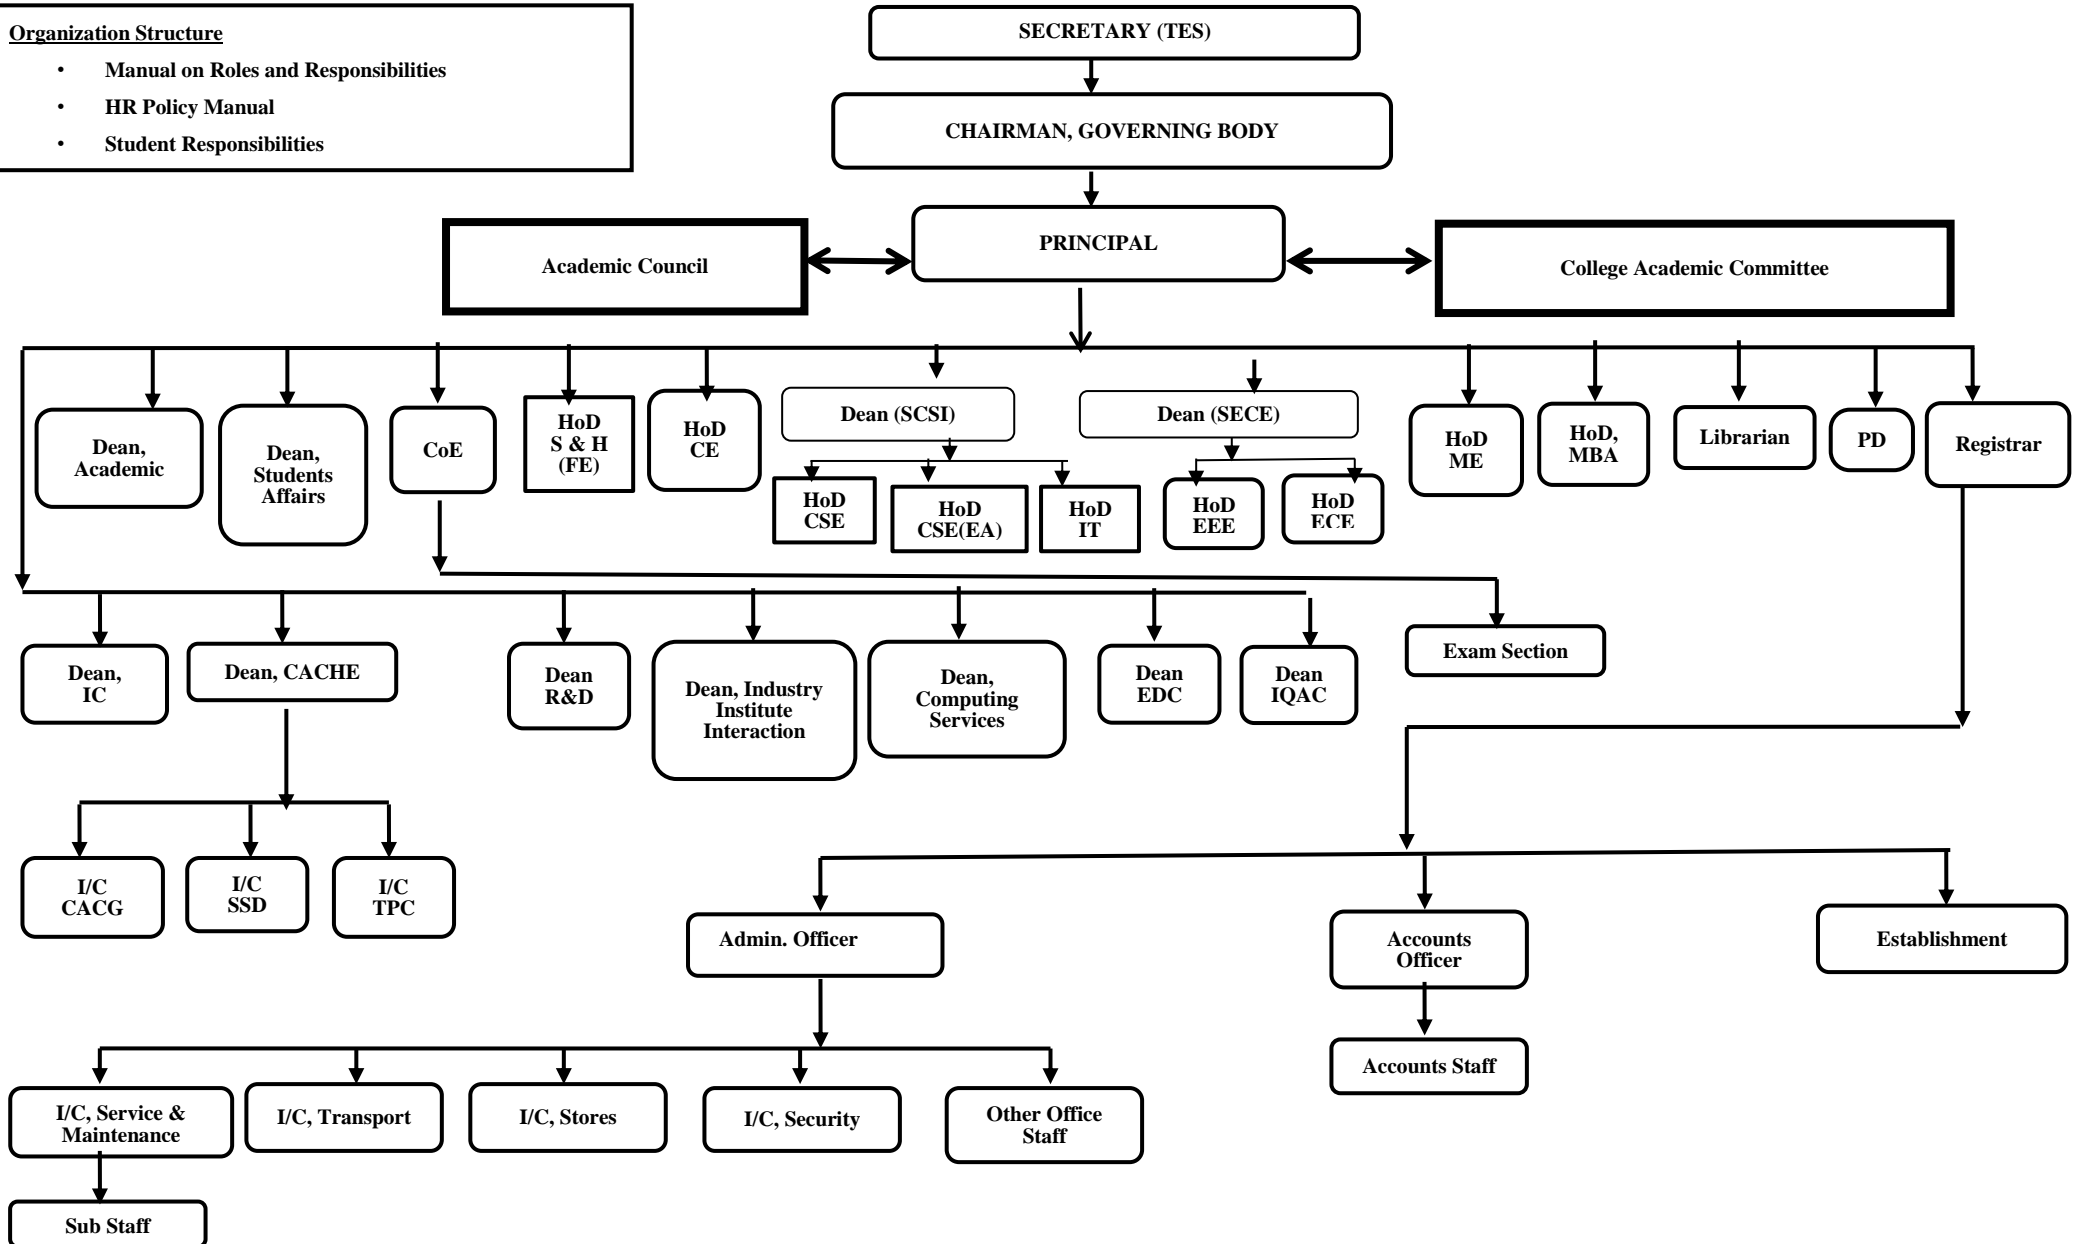 Organization Structure
• Manual on Roles and Responsibilities
• HR Policy Manual
• Student Responsibilities
SECRETARY (TES)
CHAIRMAN, GOVERNING BODY
PRINCIPAL
Academic Council
College Academic Committee
Dean,
Academic
Dean,
Students
Affairs
CoE
HoD
S & H
(FE)
HoD
CE
Dean (SCSI)
Dean (SECE)
HoD
ME
HoD,
MBA
Librarian
PD
Registrar
HoD
CSE
HoD
CSE(EA)
HoD
IT
HoD
EEE
HoD
ECE
Dean,
IC
Dean, CACHE
Dean
R&D
Dean, Industry
Institute
Interaction
Dean,
Computing
Services
Dean
EDC
Dean
IQAC
Exam Section
I/C
CACG
I/C
SSD
I/C
TPC
Admin. Officer
Accounts
Officer
Establishment
Accounts Staff
I/C, Service &
Maintenance
I/C, Transport
I/C, Stores
I/C, Security
Other Office
Staff
Sub Staff